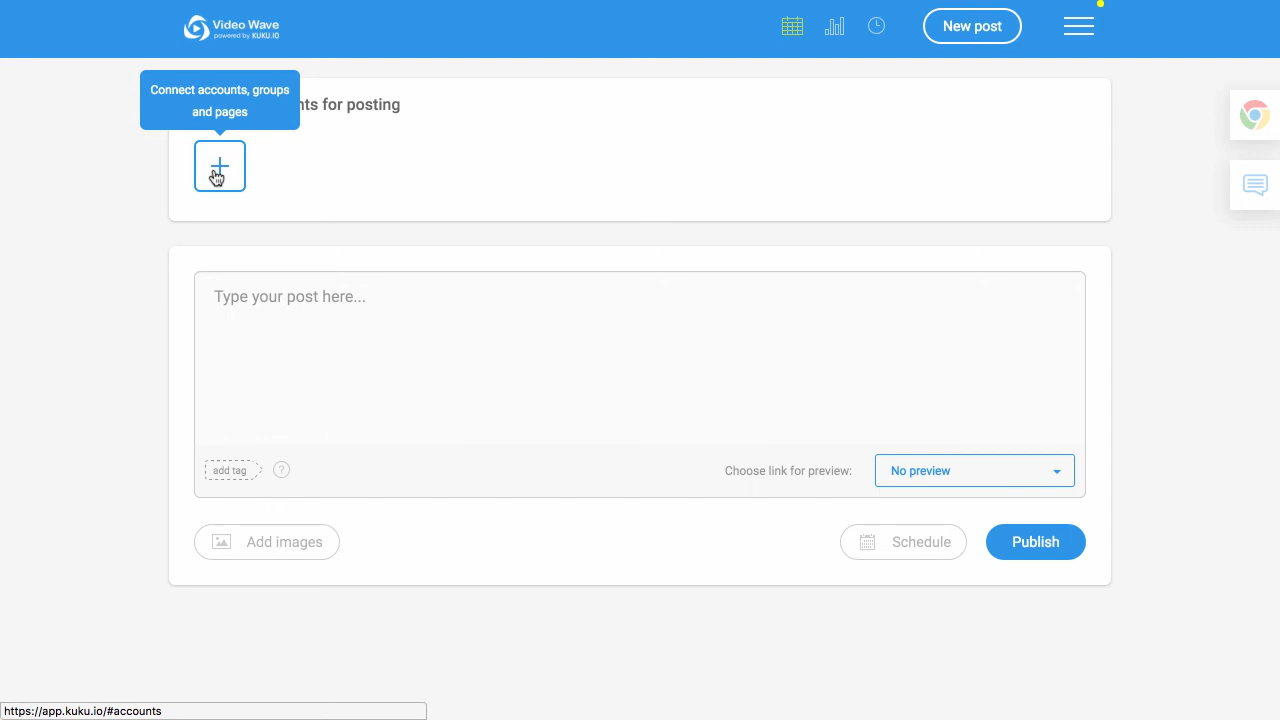 Video Wave
powered by KUKU.IO
New post
Connect accounts, groups
and pages
nts for posting
Type your post here...
add tag
?
Choose link for preview:
No preview
Add images
Schedule
Publish
https://app.kuku.io/#accounts